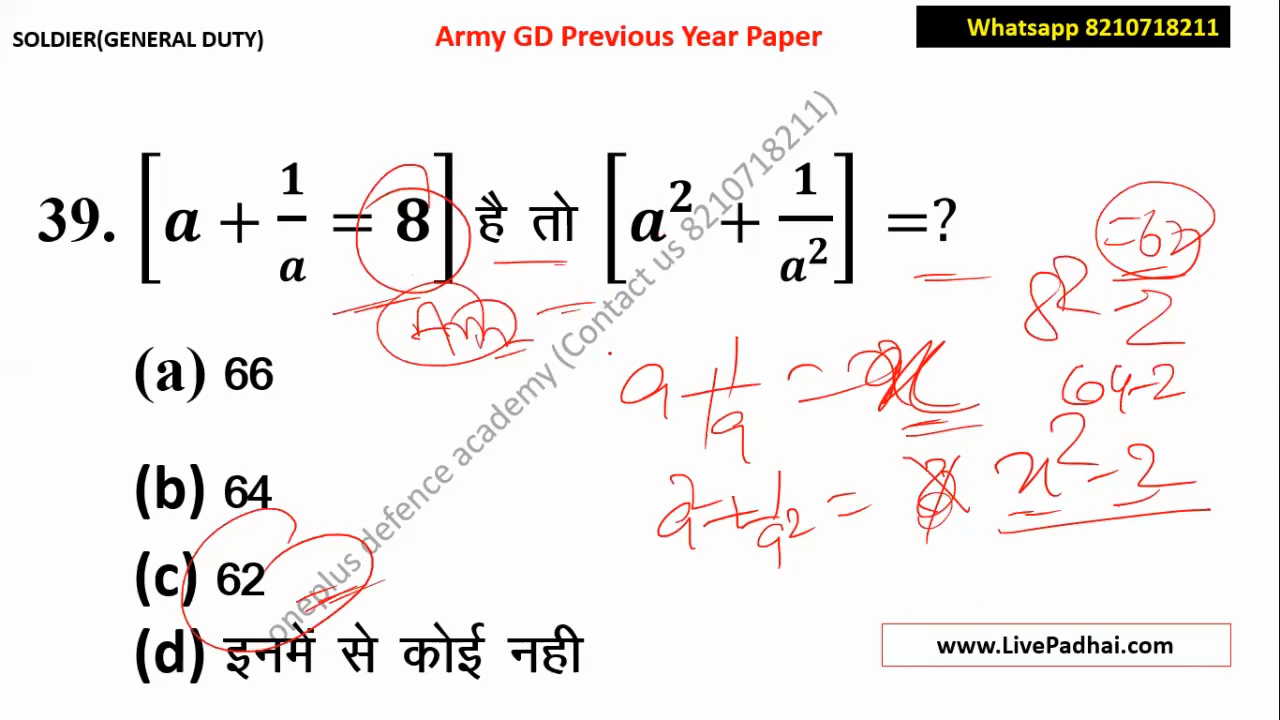 SOLDIER(GENERAL DUTY)
Army GD Previous Year Paper
Whatsapp 8210718211
39. [a + 1/a = 8] है तो [a² + 1/a² ] =?
=62
8² - 2
Ans
(a) 66
a + 1/a = x
64-2
(b) 64
a² + 1/a² = x² - 2
(c) 62
(d) इनमें से कोई नही
oneplus defence academy (Contact us 8210718211)
www.LivePadhai.com